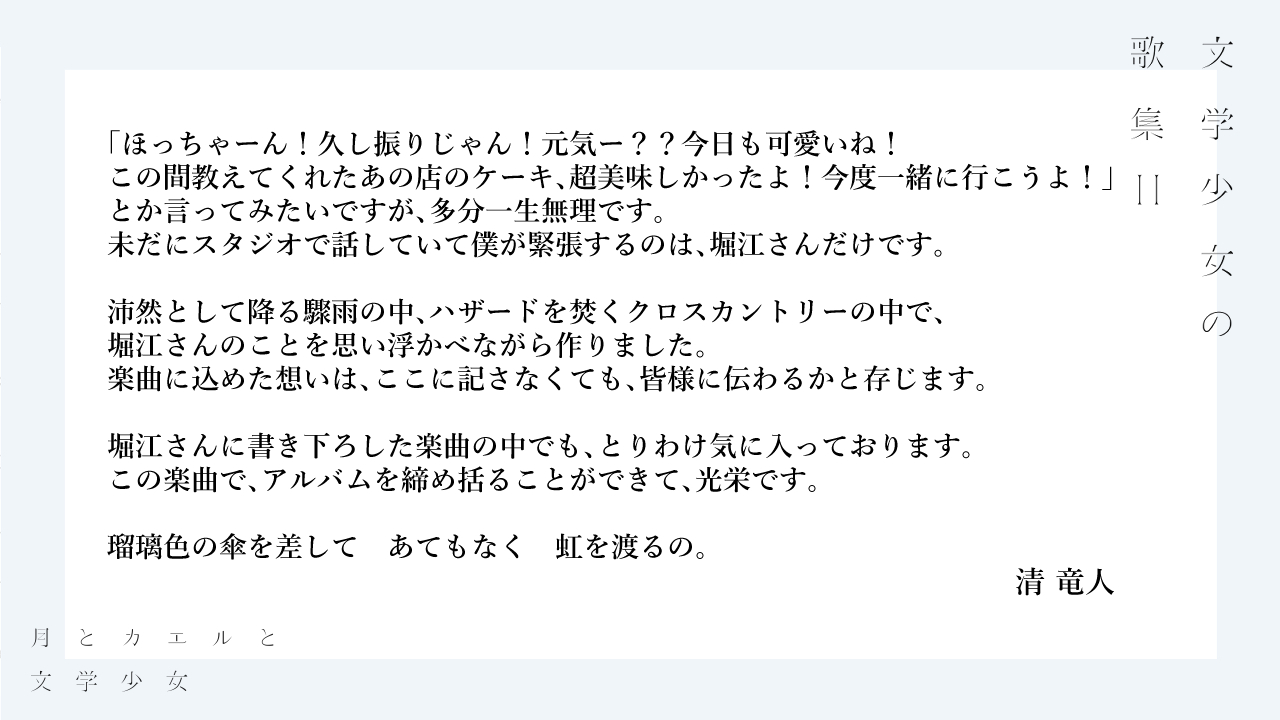 文学少女の
歌集Ⅱ
「ほっちゃーん！久し振りじゃん！元気ー？？今日も可愛いね！
この間教えてくれたあの店のケーキ、超美味しかったよ！今度一緒に行こうよ！」
とか言ってみたいですが、多分一生無理です。
未だにスタジオで話していて僕が緊張するのは、堀江さんだけです。
沛然として降る驟雨の中、ハザードを焚くクロスカントリーの中で、
堀江さんのことを思い浮かべながら作りました。
楽曲に込めた想いは、ここに記さなくても、皆様に伝わるかと存じます。
堀江さんに書き下ろした楽曲の中でも、とりわけ気に入っております。
この楽曲で、アルバムを締め括ることができて、光栄です。
瑠璃色の傘を差して　あてもなく　虹を渡るの。
清 竜人
月とカエルと
文学少女